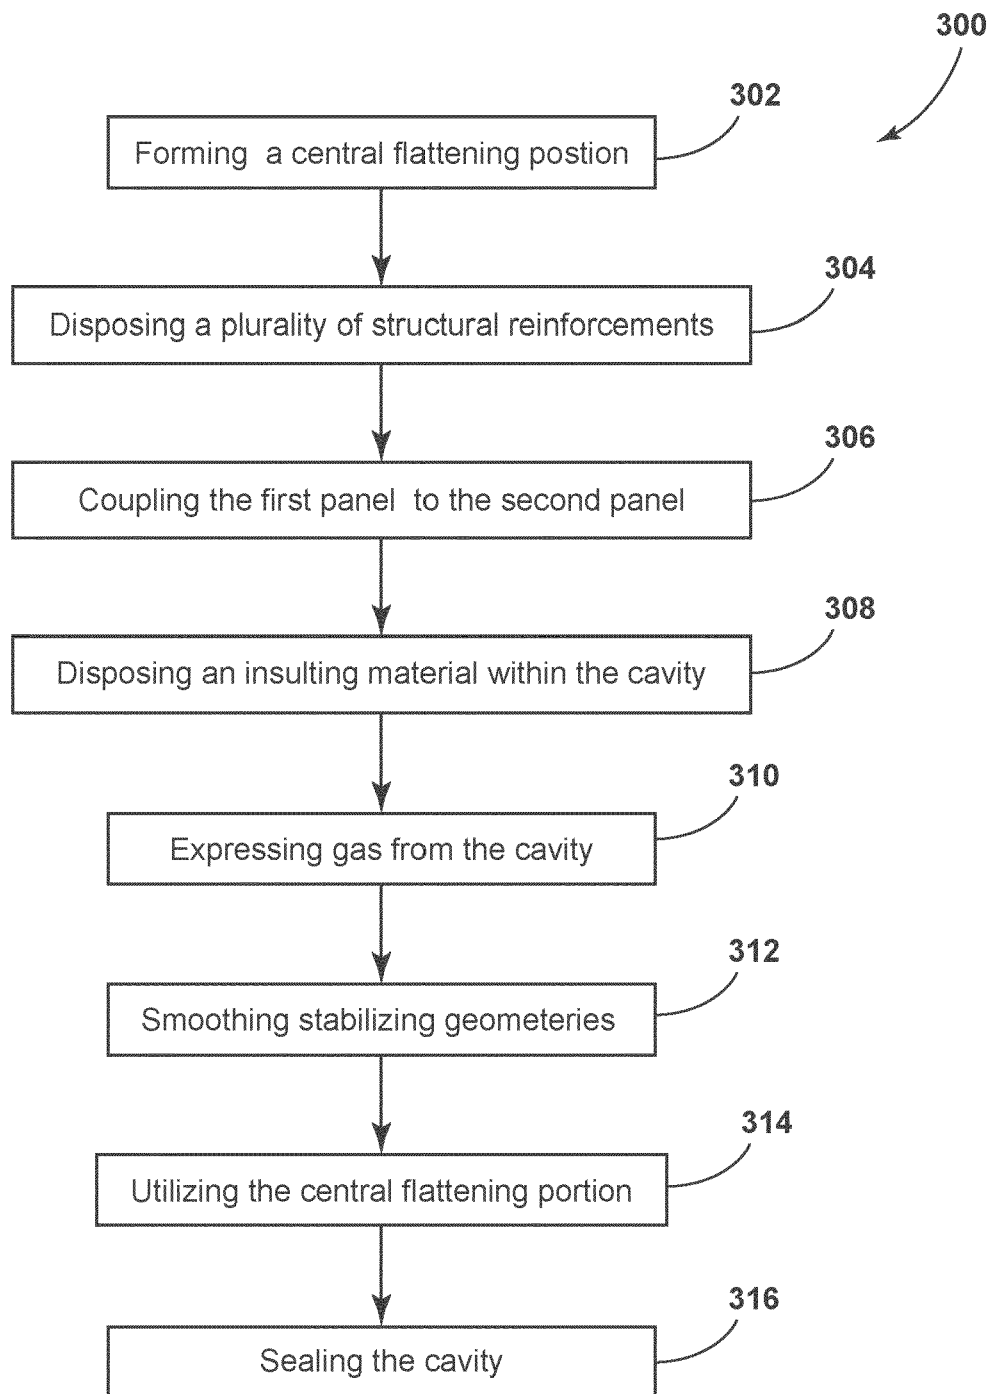 300
302
Forming a central flattening postion
304
Disposing a plurality of structural reinforcements
306
Coupling the first panel to the second panel
308
Disposing an insulting material within the cavity
310
Expressing gas from the cavity
312
Smoothing stabilizing geometeries
314
Utilizing the central flattening portion
316
Sealing the cavity